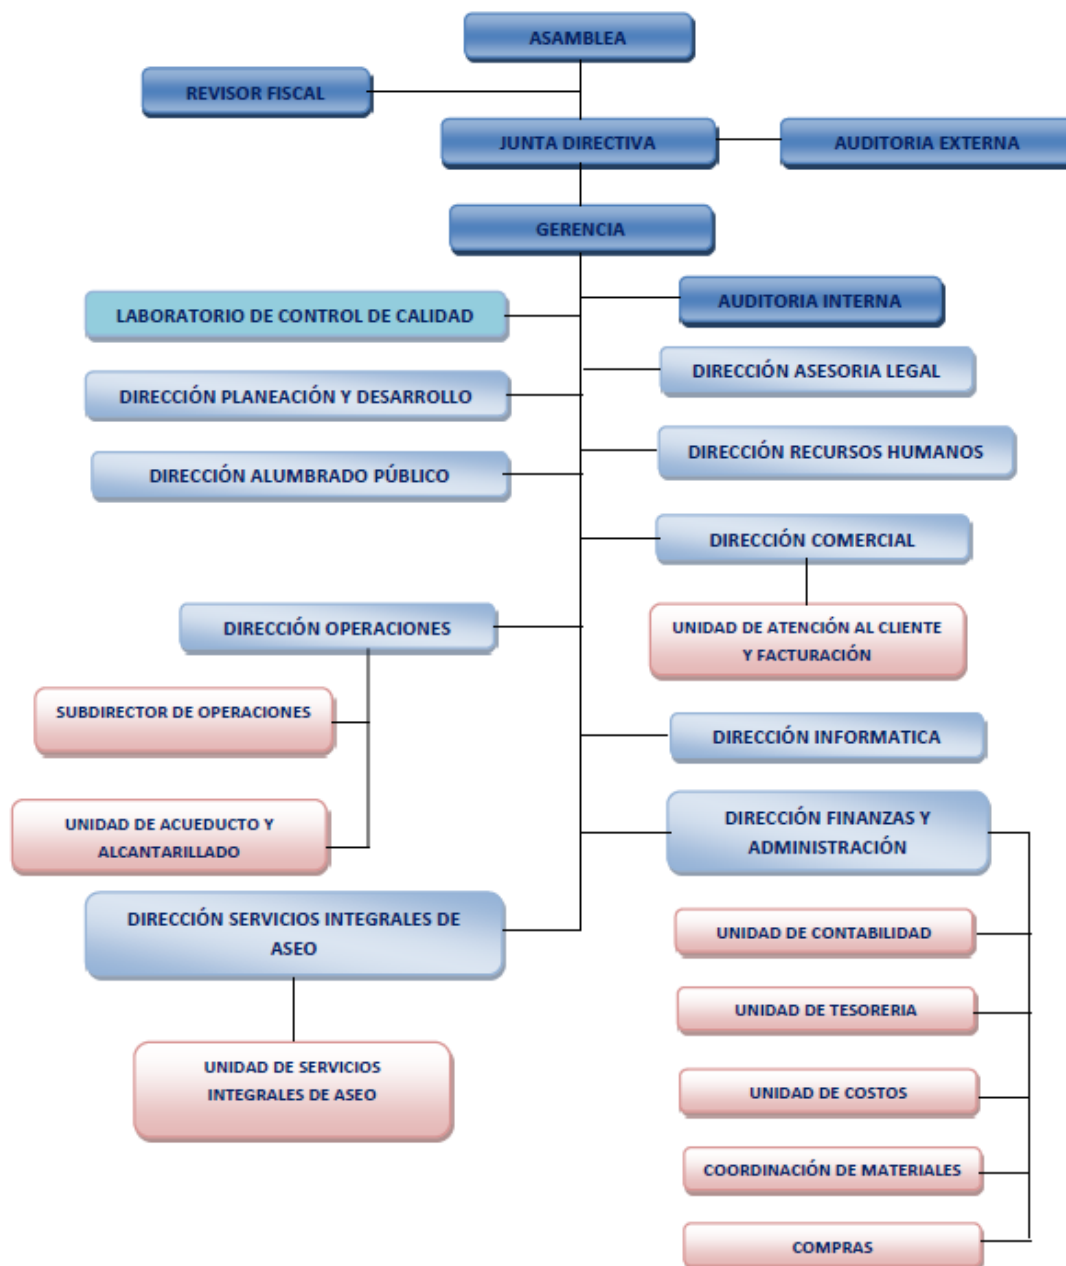 ASAMBLEA
REVISOR FISCAL
JUNTA DIRECTIVA
AUDITORIA EXTERNA
GERENCIA
AUDITORIA INTERNA
LABORATORIO DE CONTROL DE CALIDAD
DIRECCIÓN ASESORIA LEGAL
DIRECCIÓN PLANEACIÓN Y DESARROLLO
DIRECCIÓN RECURSOS HUMANOS
DIRECCIÓN ALUMBRADO PÚBLICO
DIRECCIÓN COMERCIAL
UNIDAD DE ATENCIÓN AL CLIENTE
Y FACTURACIÓN
DIRECCIÓN OPERACIONES
SUBDIRECTOR DE OPERACIONES
UNIDAD DE ACUEDUCTO Y
ALCANTARILLADO
DIRECCIÓN INFORMATICA
DIRECCIÓN FINANZAS Y
ADMINISTRACIÓN
DIRECCIÓN SERVICIOS INTEGRALES DE
ASEO
UNIDAD DE SERVICIOS
INTEGRALES DE ASEO
UNIDAD DE CONTABILIDAD
UNIDAD DE TESORERIA
UNIDAD DE COSTOS
COORDINACIÓN DE MATERIALES
COMPRAS